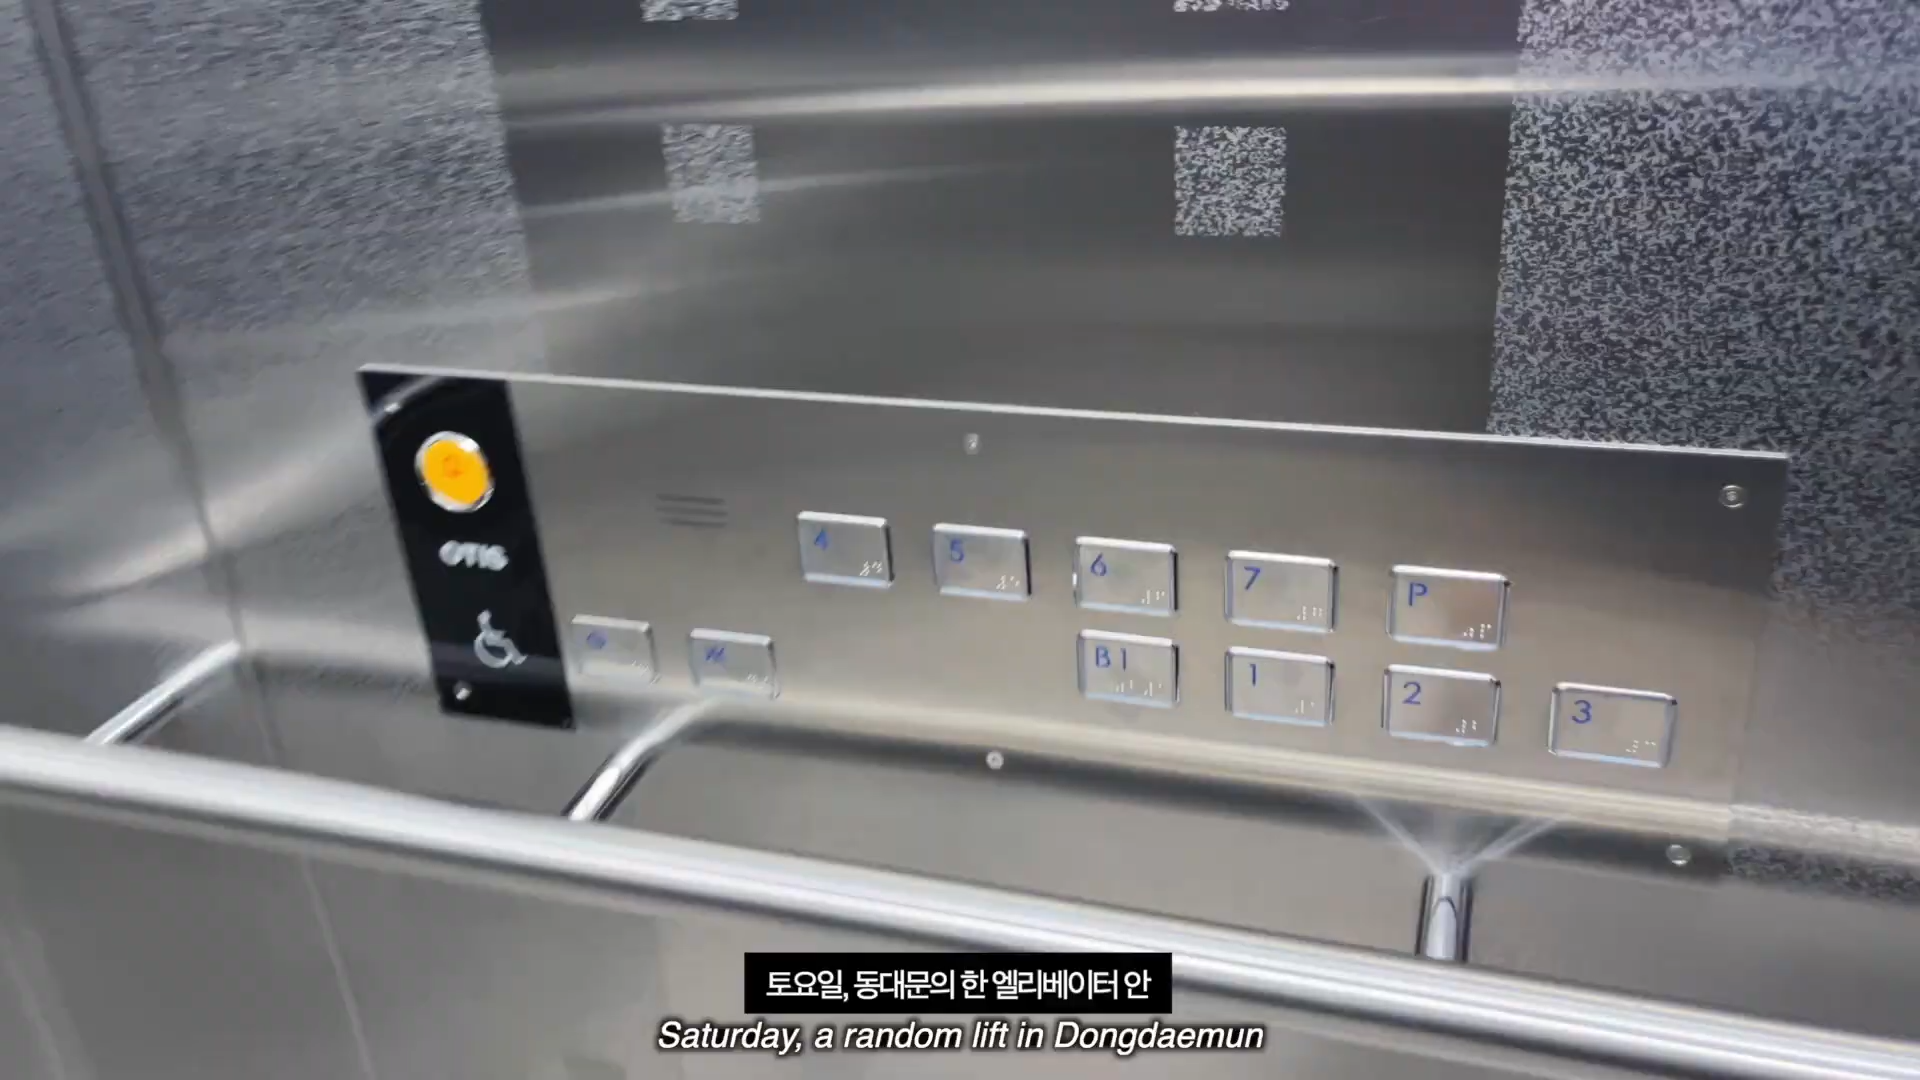 OTIS
4 5 6 7 P
B1 1 2 3
토요일, 동대문의 한 엘리베이터 안
Saturday, a random lift in Dongdaemun